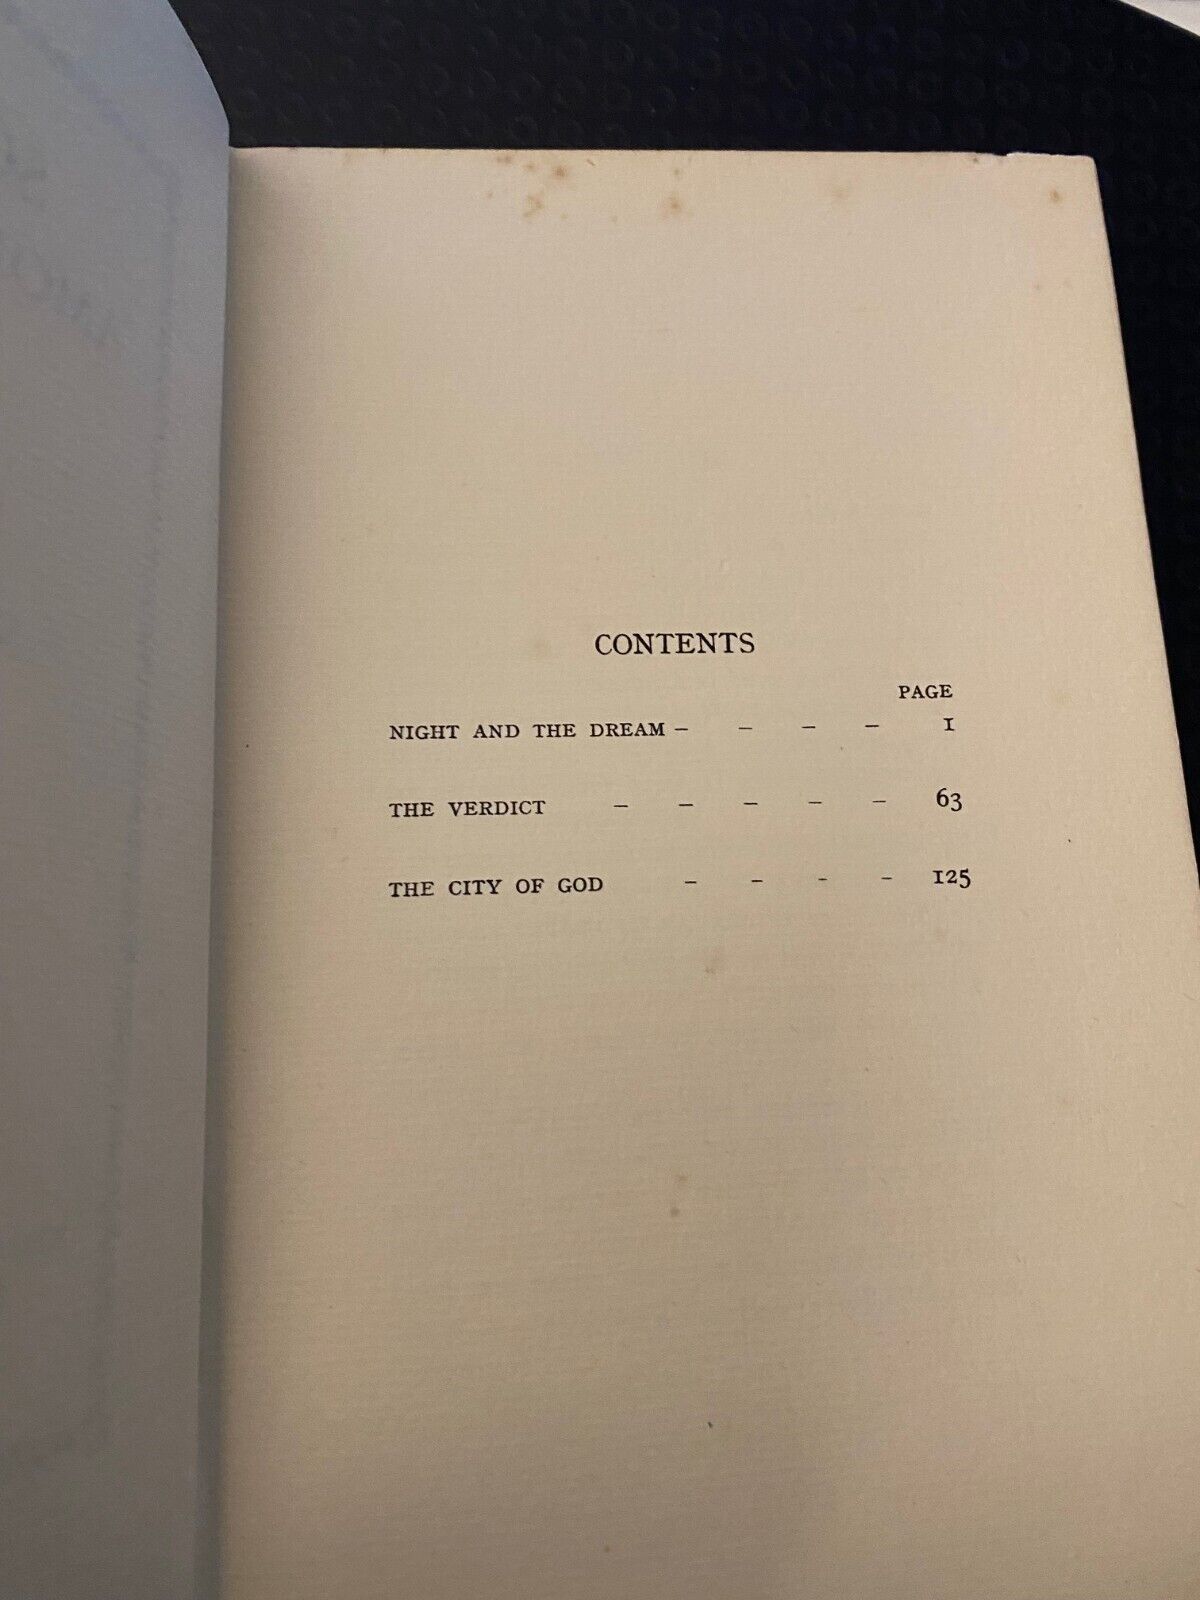 CONTENTS
PAGE
NIGHT AND THE DREAM – – – – 1
THE VERDICT – – – – – 63
THE CITY OF GOD – – – – 125